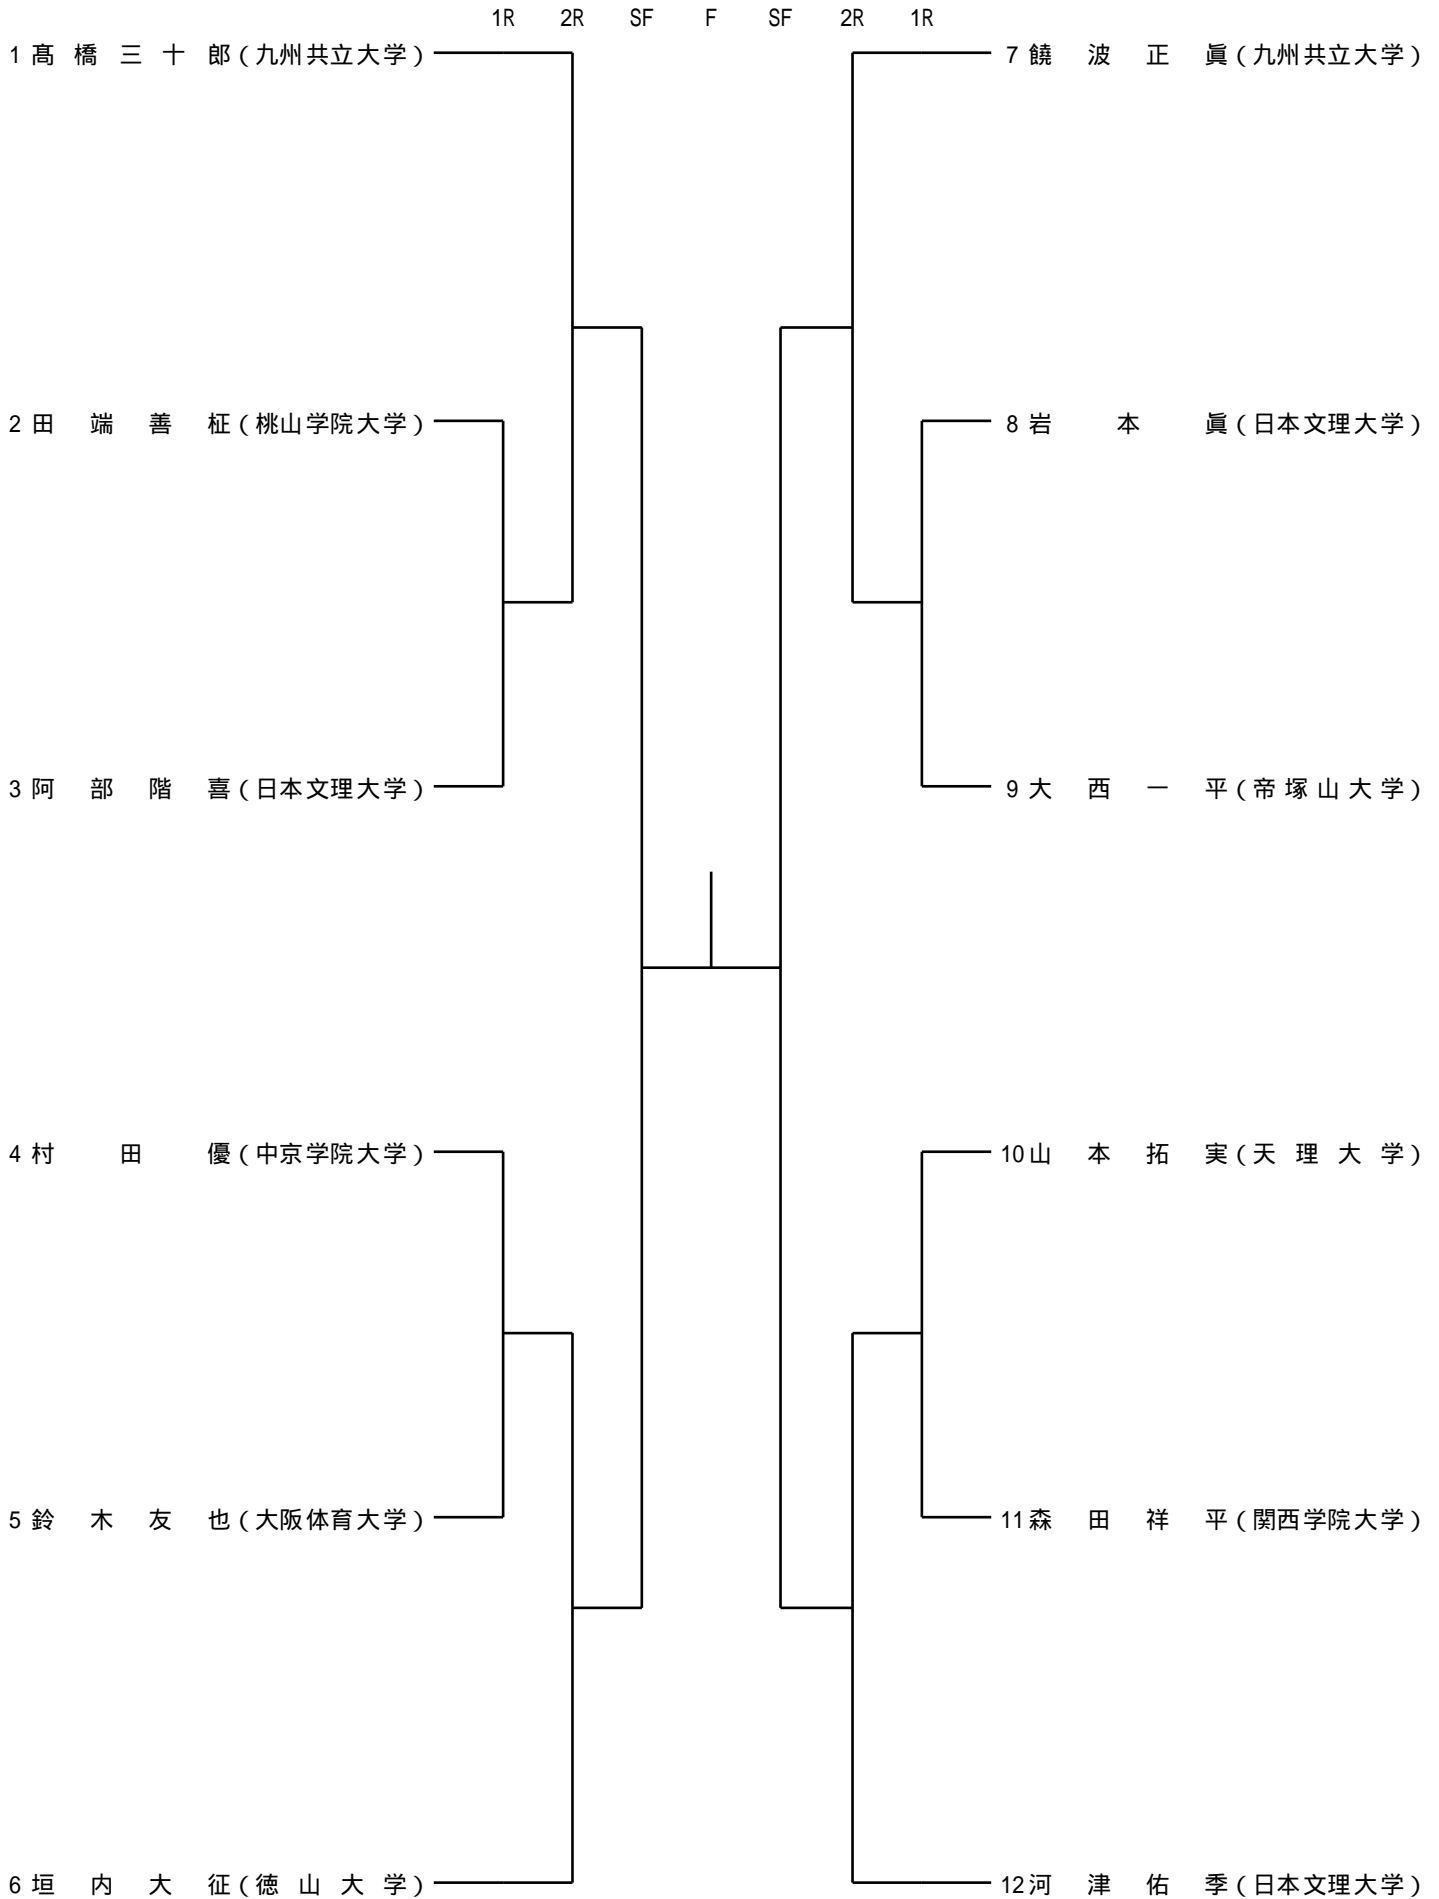 1R 2R SF F SF 2R 1R
1 髙橋三十郎(九州共立大学)
2 田端善柾(桃山学院大学)
3 阿部階喜(日本文理大学)
4 村田優(中京学院大学)
5 鈴木友也(大阪体育大学)
6 垣内大征(徳山大学)
7 饒波正眞(九州共立大学)
8 岩本眞(日本文理大学)
9 大西一平(帝塚山大学)
10 山本拓実(天理大学)
11 森田祥平(関西学院大学)
12 河津佑季(日本文理大学)